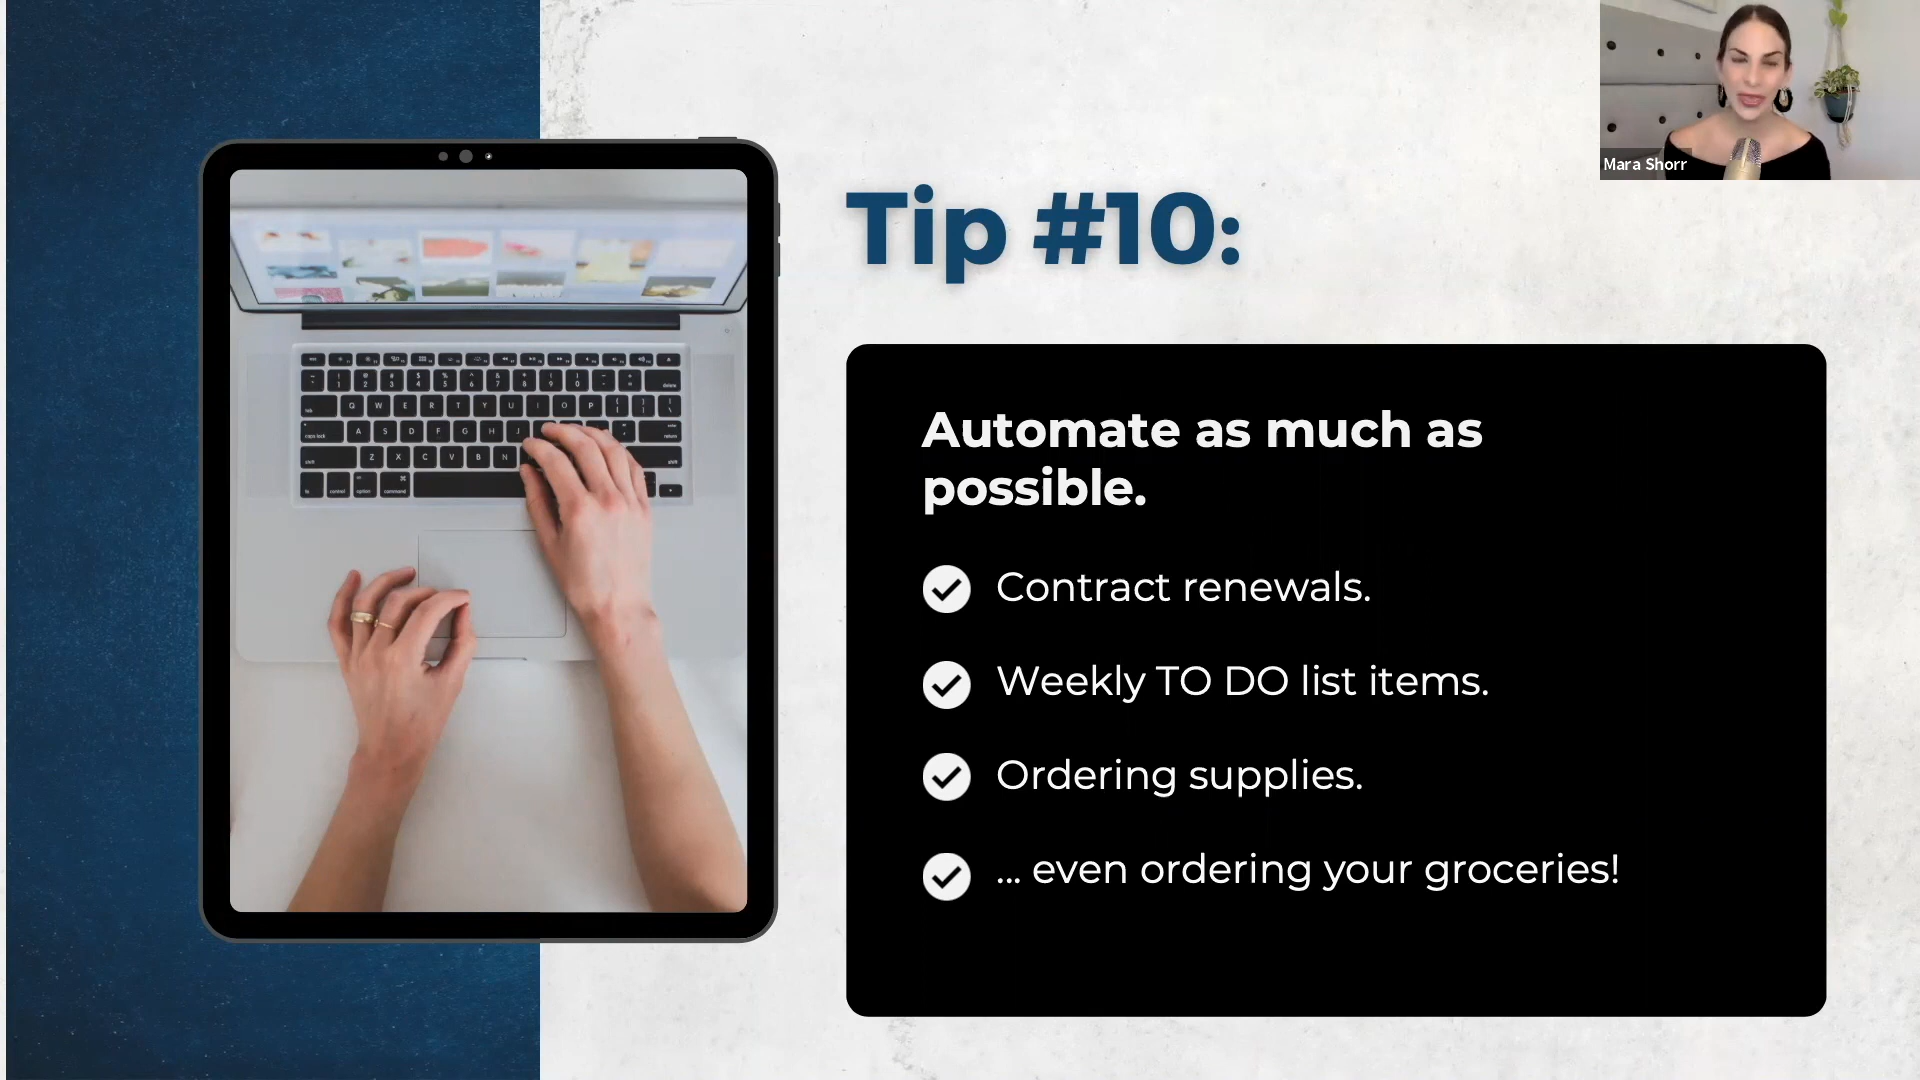 Mara Shorr
Tip #10:
Automate as much as
possible.
Contract renewals.
Weekly TO DO list items.
Ordering supplies.
... even ordering your groceries!
Q W E R T Y U I O P
A S D F G H J
Z X C V B N